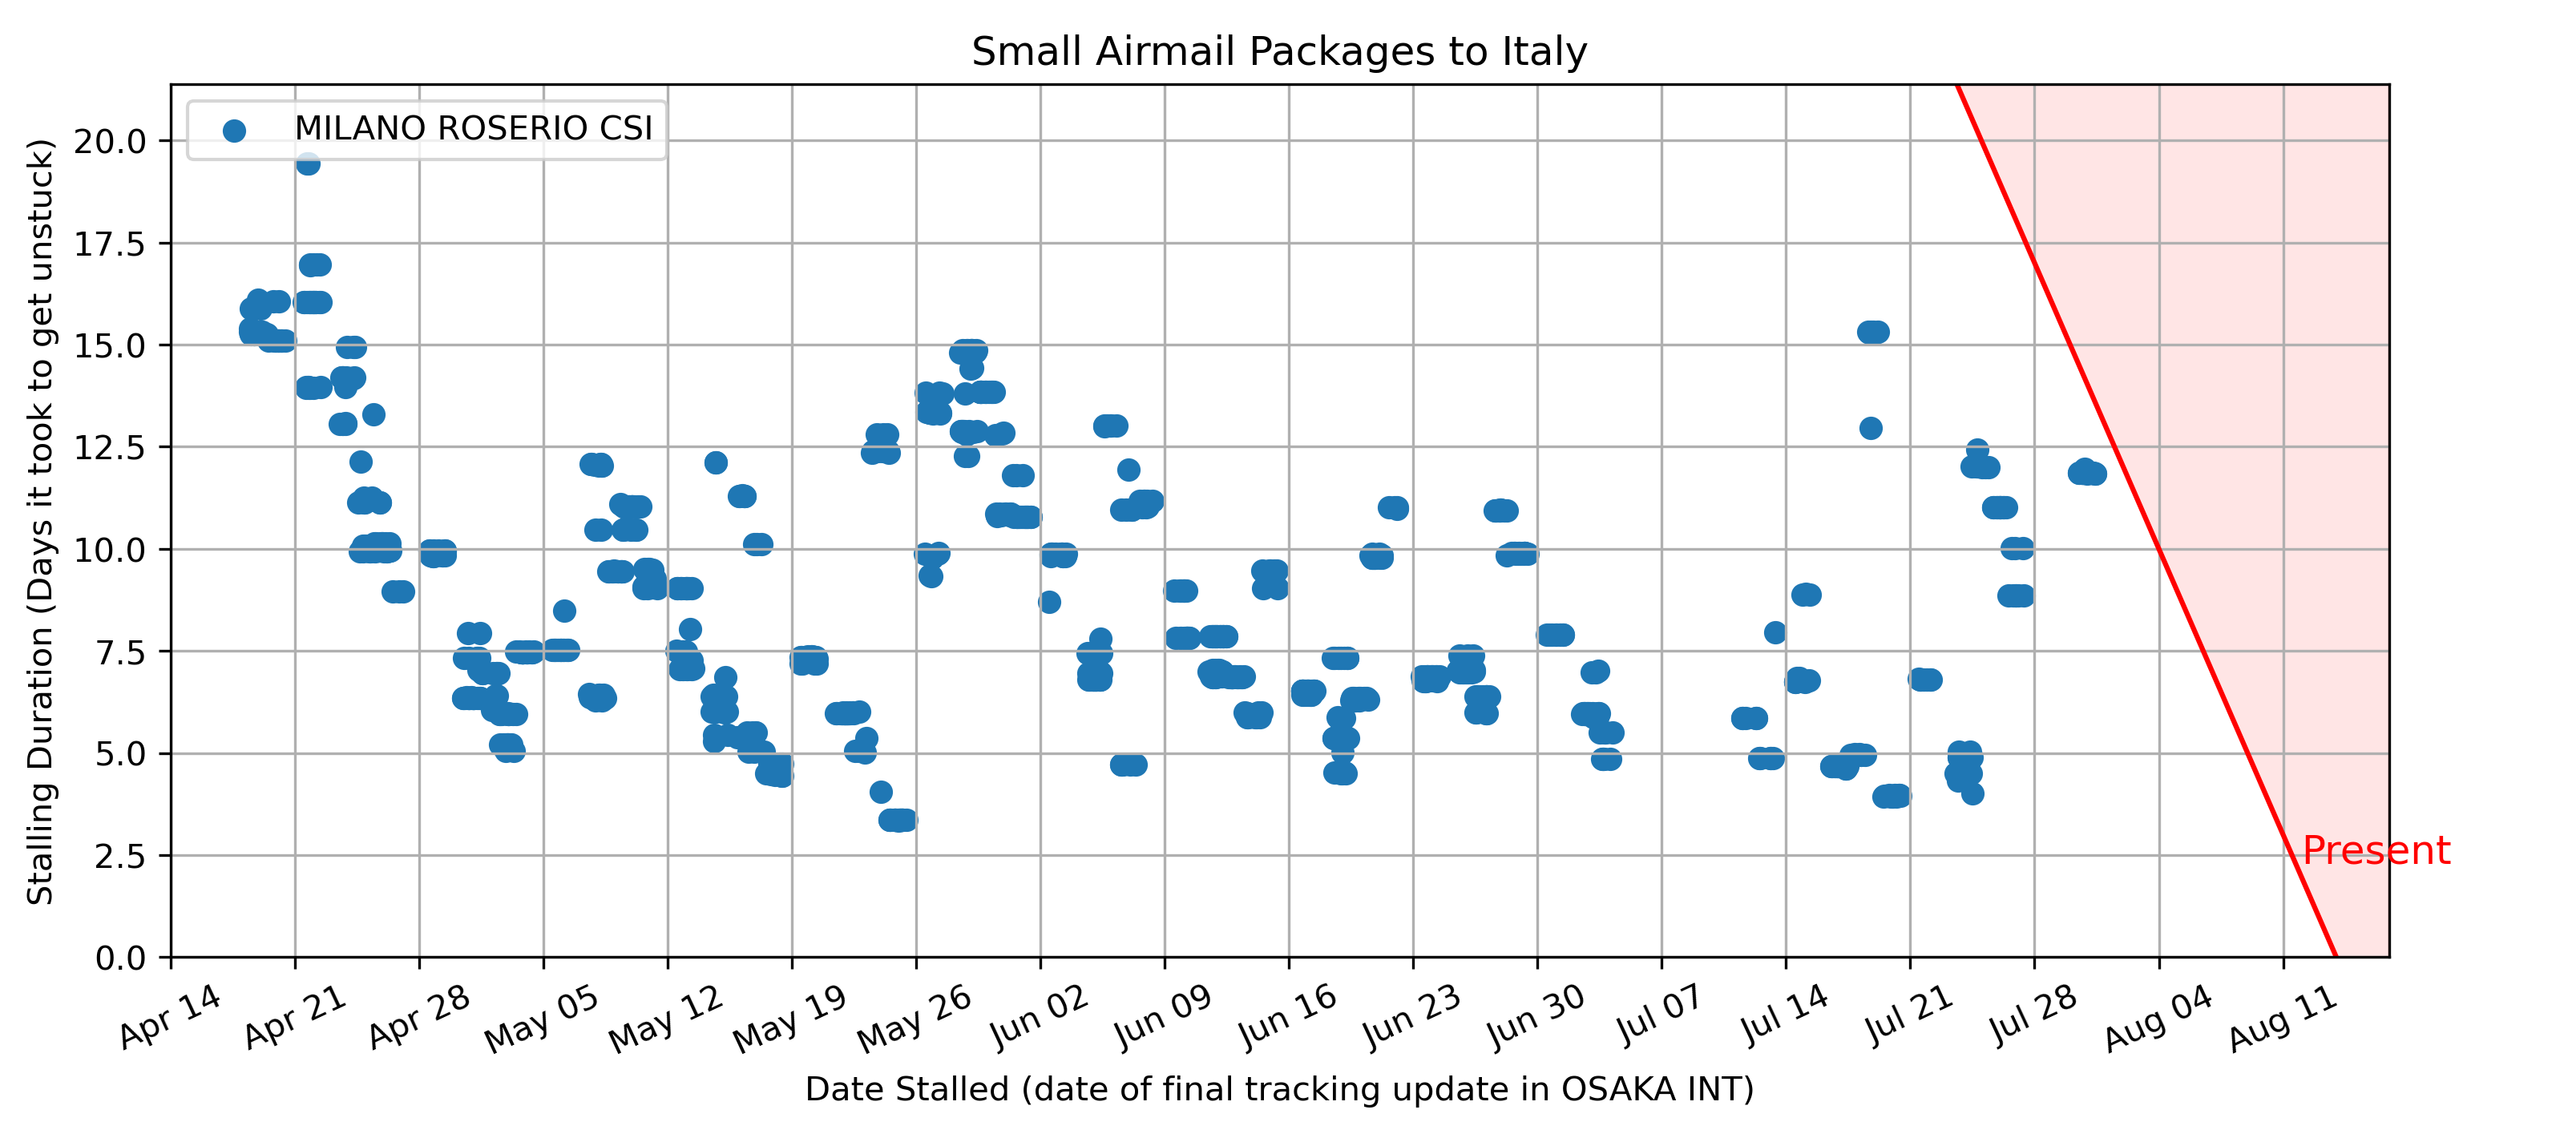 Small Airmail Packages to Italy
MILANO ROSERIO CSI
Stalling Duration (Days it took to get unstuck)
20.0
17.5
15.0
12.5
10.0
7.5
5.0
2.5
0.0
Present
Apr 14
Apr 21
Apr 28
May 05
May 12
May 19
May 26
Jun 02
Jun 09
Jun 16
Jun 23
Jun 30
Jul 07
Jul 14
Jul 21
Jul 28
Aug 04
Aug 11
Date Stalled (date of final tracking update in OSAKA INT)